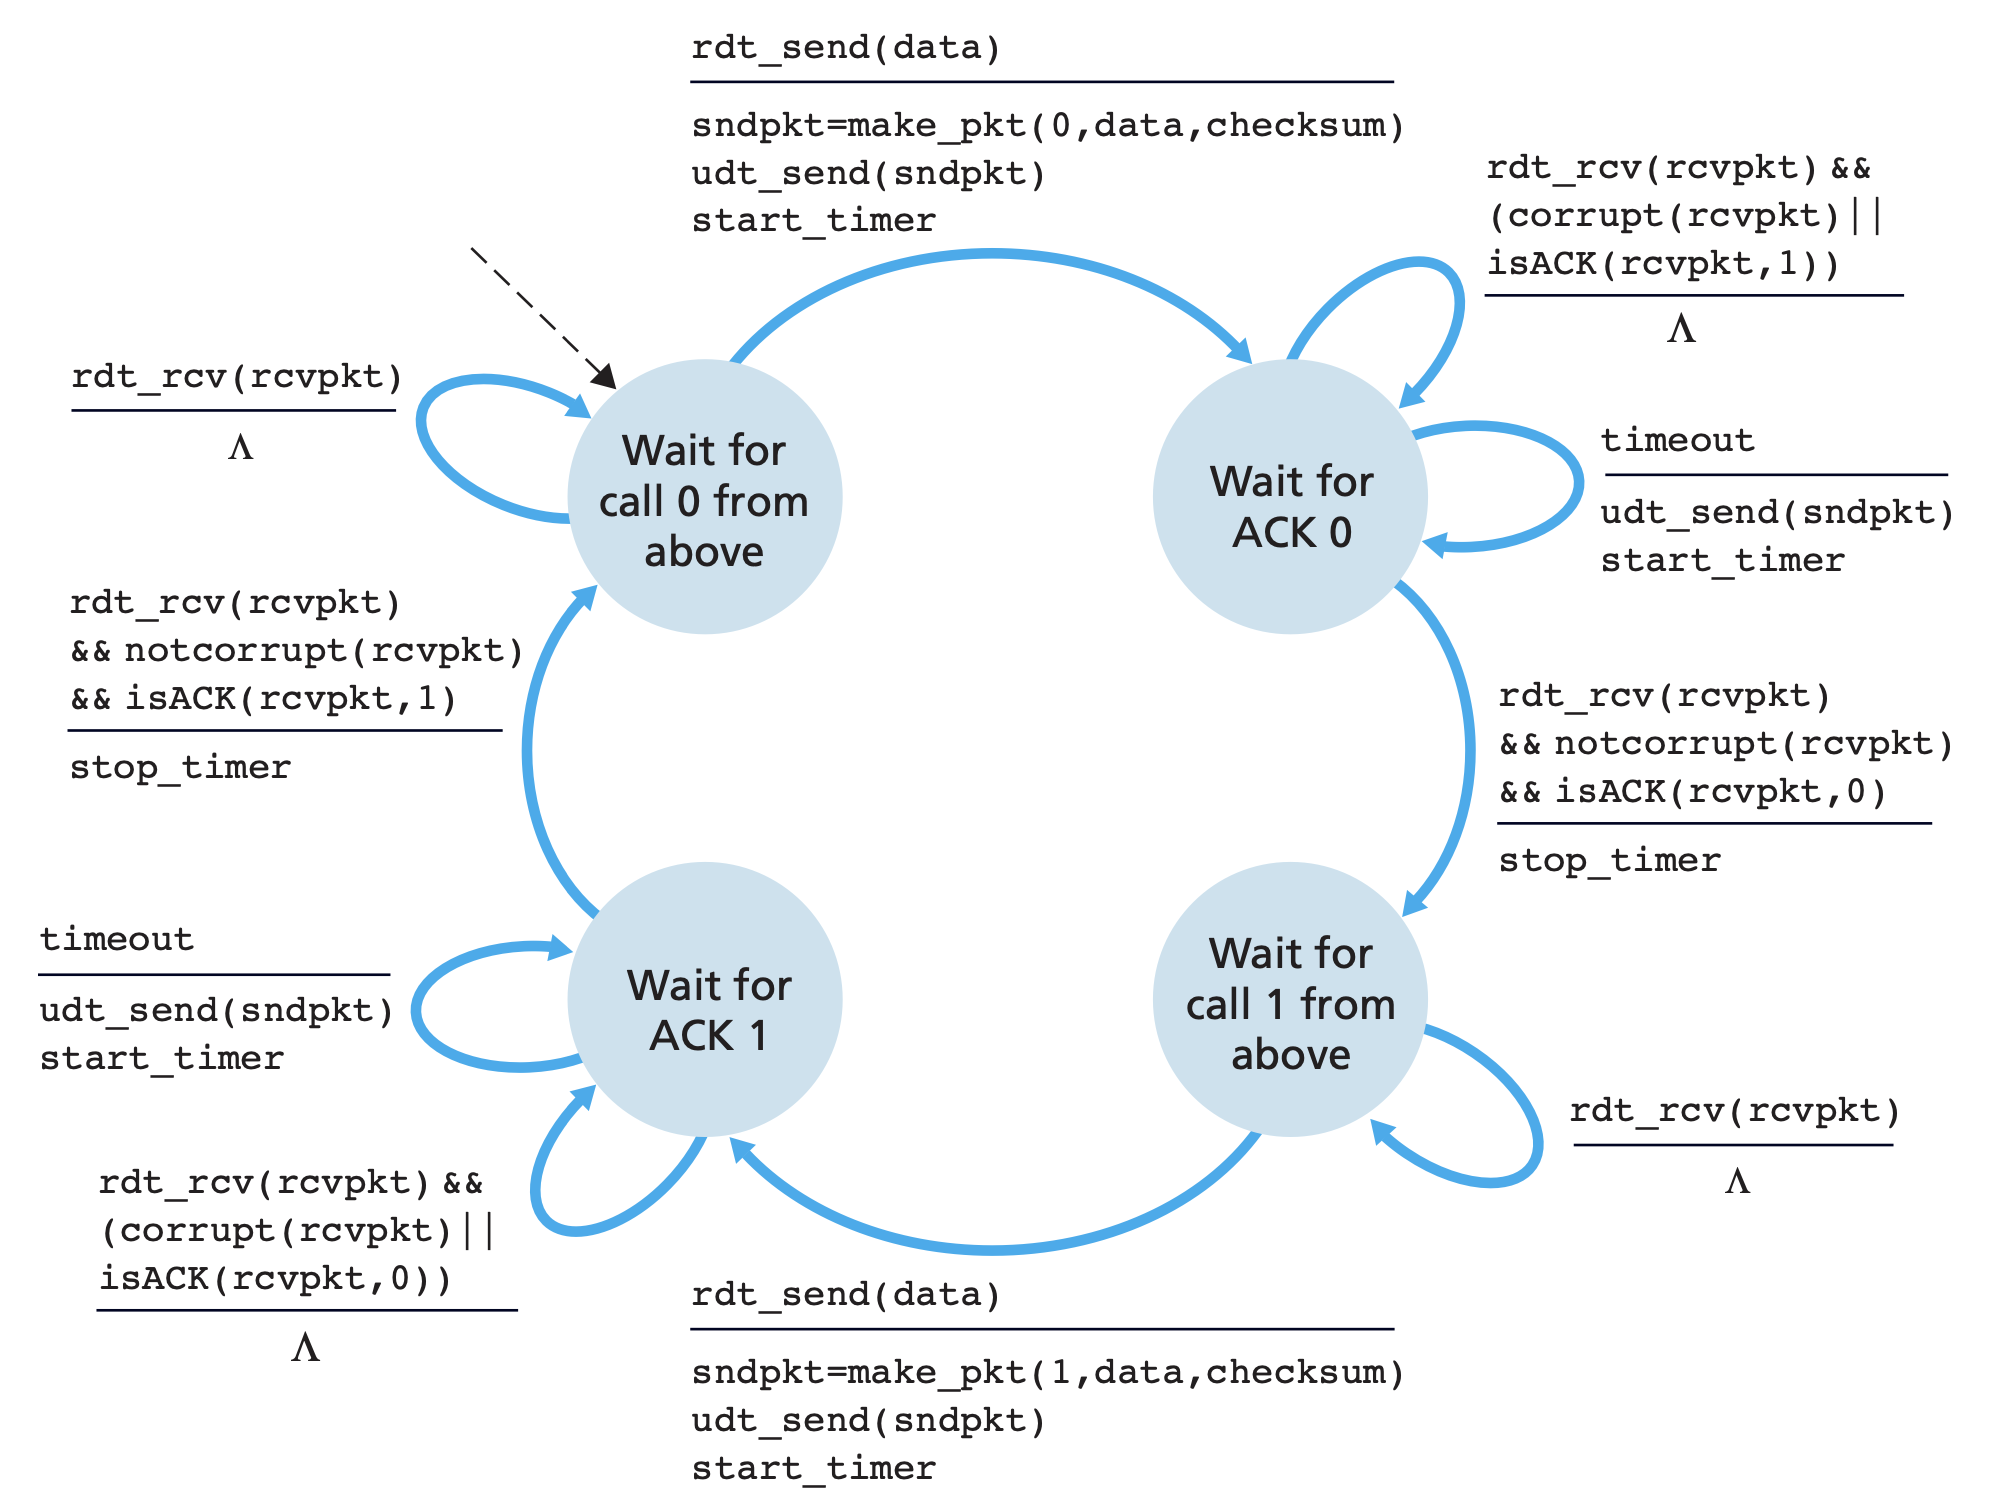 rdt_send(data)
sndpkt=make_pkt(0,data,checksum)
udt_send(sndpkt)
start_timer
rdt_rcv(rcvpkt) &&
(corrupt(rcvpkt)||
isACK(rcvpkt,1))
Λ
rdt_rcv(rcvpkt)
Λ
Wait for
call 0 from
above
Wait for
ACK 0
timeout
udt_send(sndpkt)
start_timer
rdt_rcv(rcvpkt)
&& notcorrupt(rcvpkt)
&& isACK(rcvpkt,1)
stop_timer
rdt_rcv(rcvpkt)
&& notcorrupt(rcvpkt)
&& isACK(rcvpkt,0)
stop_timer
timeout
udt_send(sndpkt)
start_timer
Wait for
ACK 1
Wait for
call 1 from
above
rdt_rcv(rcvpkt)
Λ
rdt_rcv(rcvpkt) &&
(corrupt(rcvpkt)||
isACK(rcvpkt,0))
Λ
rdt_send(data)
sndpkt=make_pkt(1,data,checksum)
udt_send(sndpkt)
start_timer